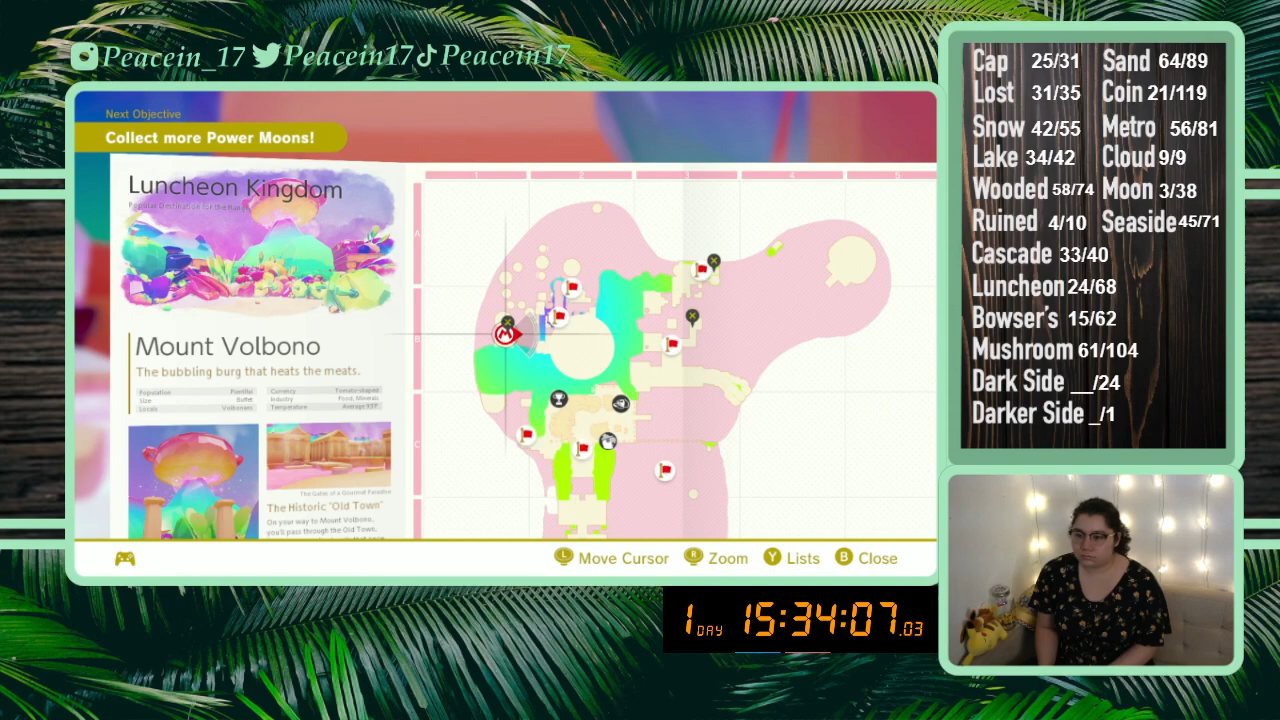 Peacein_17 Peacein17 Peacein17
Next Objective
Collect more Power Moons!
Luncheon Kingdom
Mount Volbono
The bubbling burg that heats the meats.
Population Plentiful
Size Buffet
Locals Volbonans
Currency Tomato-shaped
Industry Food, Minerals
Temperature
The Gates of a Gourmet Paradise
The Historic "Old Town"
On your way to Mount Volbono,
you'll pass through the Old Town,
1 2 3 4 5
A
B
C
L Move Cursor R Zoom Y Lists B Close
1 DAY 15:34:07.03
Cap 25/31 Sand 64/89
Lost 31/35 Coin 21/119
Snow 42/55 Metro 56/81
Lake 34/42 Cloud 9/9
Wooded 58/74 Moon 3/38
Ruined 4/10 Seaside 45/71
Cascade 33/40
Luncheon 24/68
Bowser's 15/62
Mushroom 61/104
Dark Side __/24
Darker Side _/1